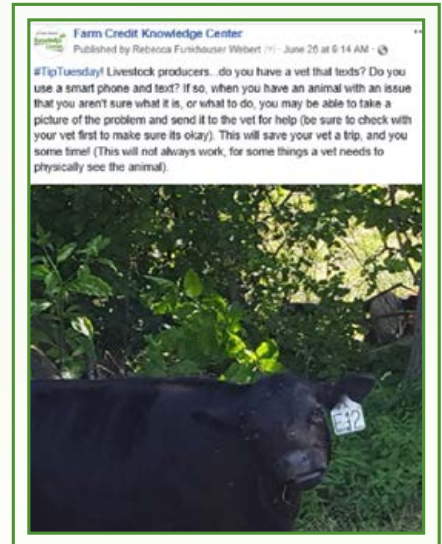 Farm Credit Knowledge Center
Published by Rebecca Funkhouser Webert · June 26 at 6:14 AM ·
#TipTuesday! Livestock producers...do you have a vet that texts? Do you
use a smart phone and text? If so, when you have an animal with an issue
that you aren't sure what it is, or what to do, you may be able to take a
picture of the problem and send it to the vet for help (be sure to check with
your vet first to make sure its okay). This will save your vet a trip, and you
some time! (This will not always work, for some things a vet needs to
physically see the animal).
E12